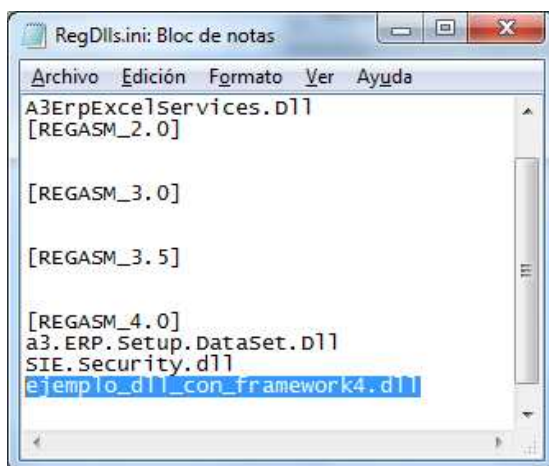 RegDlls.ini: Bloc de notas
Archivo Edición Formato Ver Ayuda
A3ErpExcelServices.Dll
[REGASM_2.0]
[REGASM_3.0]
[REGASM_3.5]
[REGASM_4.0]
a3.ERP.Setup.DataSet.Dll
SIE.Security.dll
ejemplo_dll_con_framework4.dll